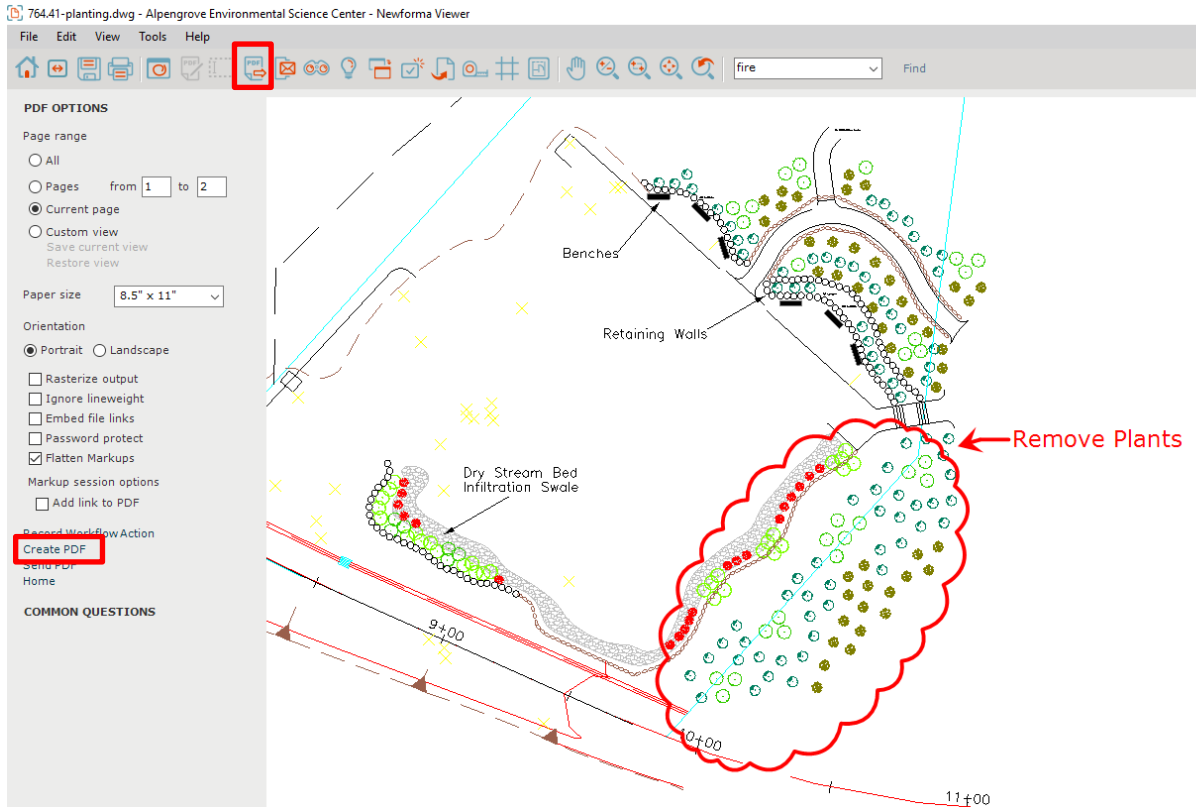 764.41-planting.dwg - Alpengrove Environmental Science Center - Newforma Viewer
File Edit View Tools Help
PDF PDF fire Find
PDF OPTIONS
Page range
All
Pages from 1 to 2
Current page
Custom view
Save current view
Restore view
Paper size 8.5" x 11"
Orientation
Portrait Landscape
Rasterize output
Ignore lineweight
Embed file links
Password protect
Flatten Markups
Markup session options
Add link to PDF
Record Workflow Action
Create PDF
Send PDF
Home
COMMON QUESTIONS
Benches
Retaining Walls
Remove Plants
Dry Stream Bed
Infiltration Swale
9+00
10+00
11+00